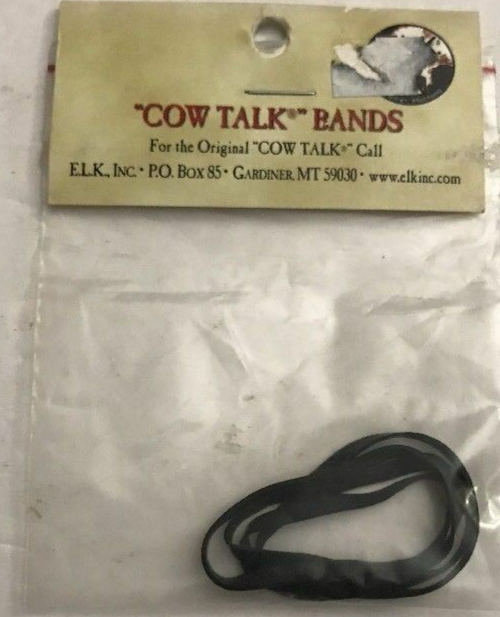 "COW TALK®" BANDS
For the Original "COW TALK®" Call
E.L.K., INC. • P.O. BOX 85 • GARDINER, MT 59030 • www.elkinc.com